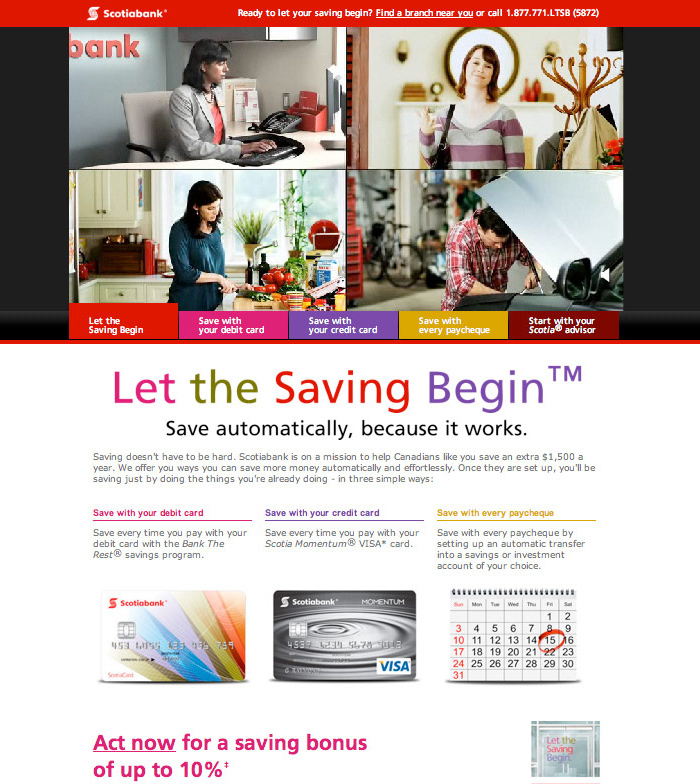 Scotiabank®
Ready to let your saving begin? Find a branch near you or call 1.877.771.LTSB (5872)
bank
Let the
Saving Begin
Save with
your debit card
Save with
your credit card
Save with
every paycheque
Start with your
Scotia® advisor
Let the Saving Begin™
Save automatically, because it works.
Saving doesn't have to be hard. Scotiabank is on a mission to help Canadians like you save an extra $1,500 a
year. We offer you ways you can save more money automatically and effortlessly. Once they are set up, you'll be
saving just by doing the things you're already doing - in three simple ways:
Save with your debit card
Save every time you pay with your
debit card with the Bank The
Rest® savings program.
Save with your credit card
Save every time you pay with your
Scotia Momentum® VISA* card.
Save with every paycheque
Save with every paycheque by
setting up an automatic transfer
into a savings or investment
account of your choice.
Scotiabank®
ScotiaCard
Scotiabank®
MOMENTUM
VISA
Sun Mon Tue Wed Thu Fri Sat
1 2
3 4 5 6 7 8 9
10 11 12 13 14 15 16
17 18 19 20 21 22 23
24 25 26 27 28 29 30
31
Act now for a saving bonus
of up to 10%‡
Let the
Saving
Begin.